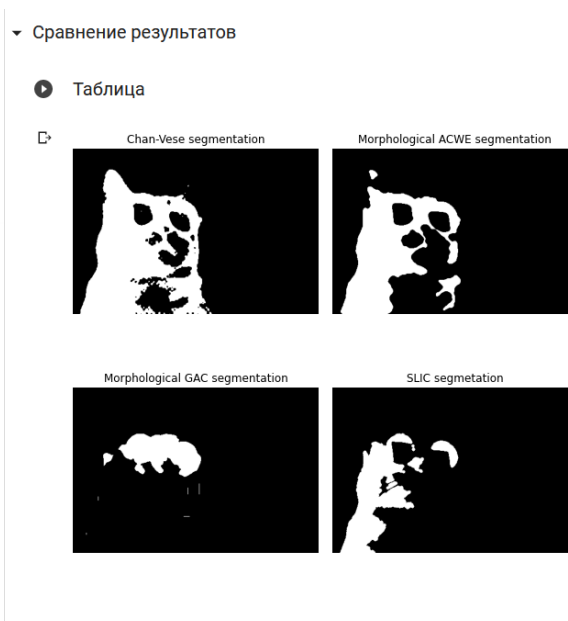 Сравнение результатов
Таблица
Chan-Vese segmentation
Morphological ACWE segmentation
Morphological GAC segmentation
SLIC segmetation